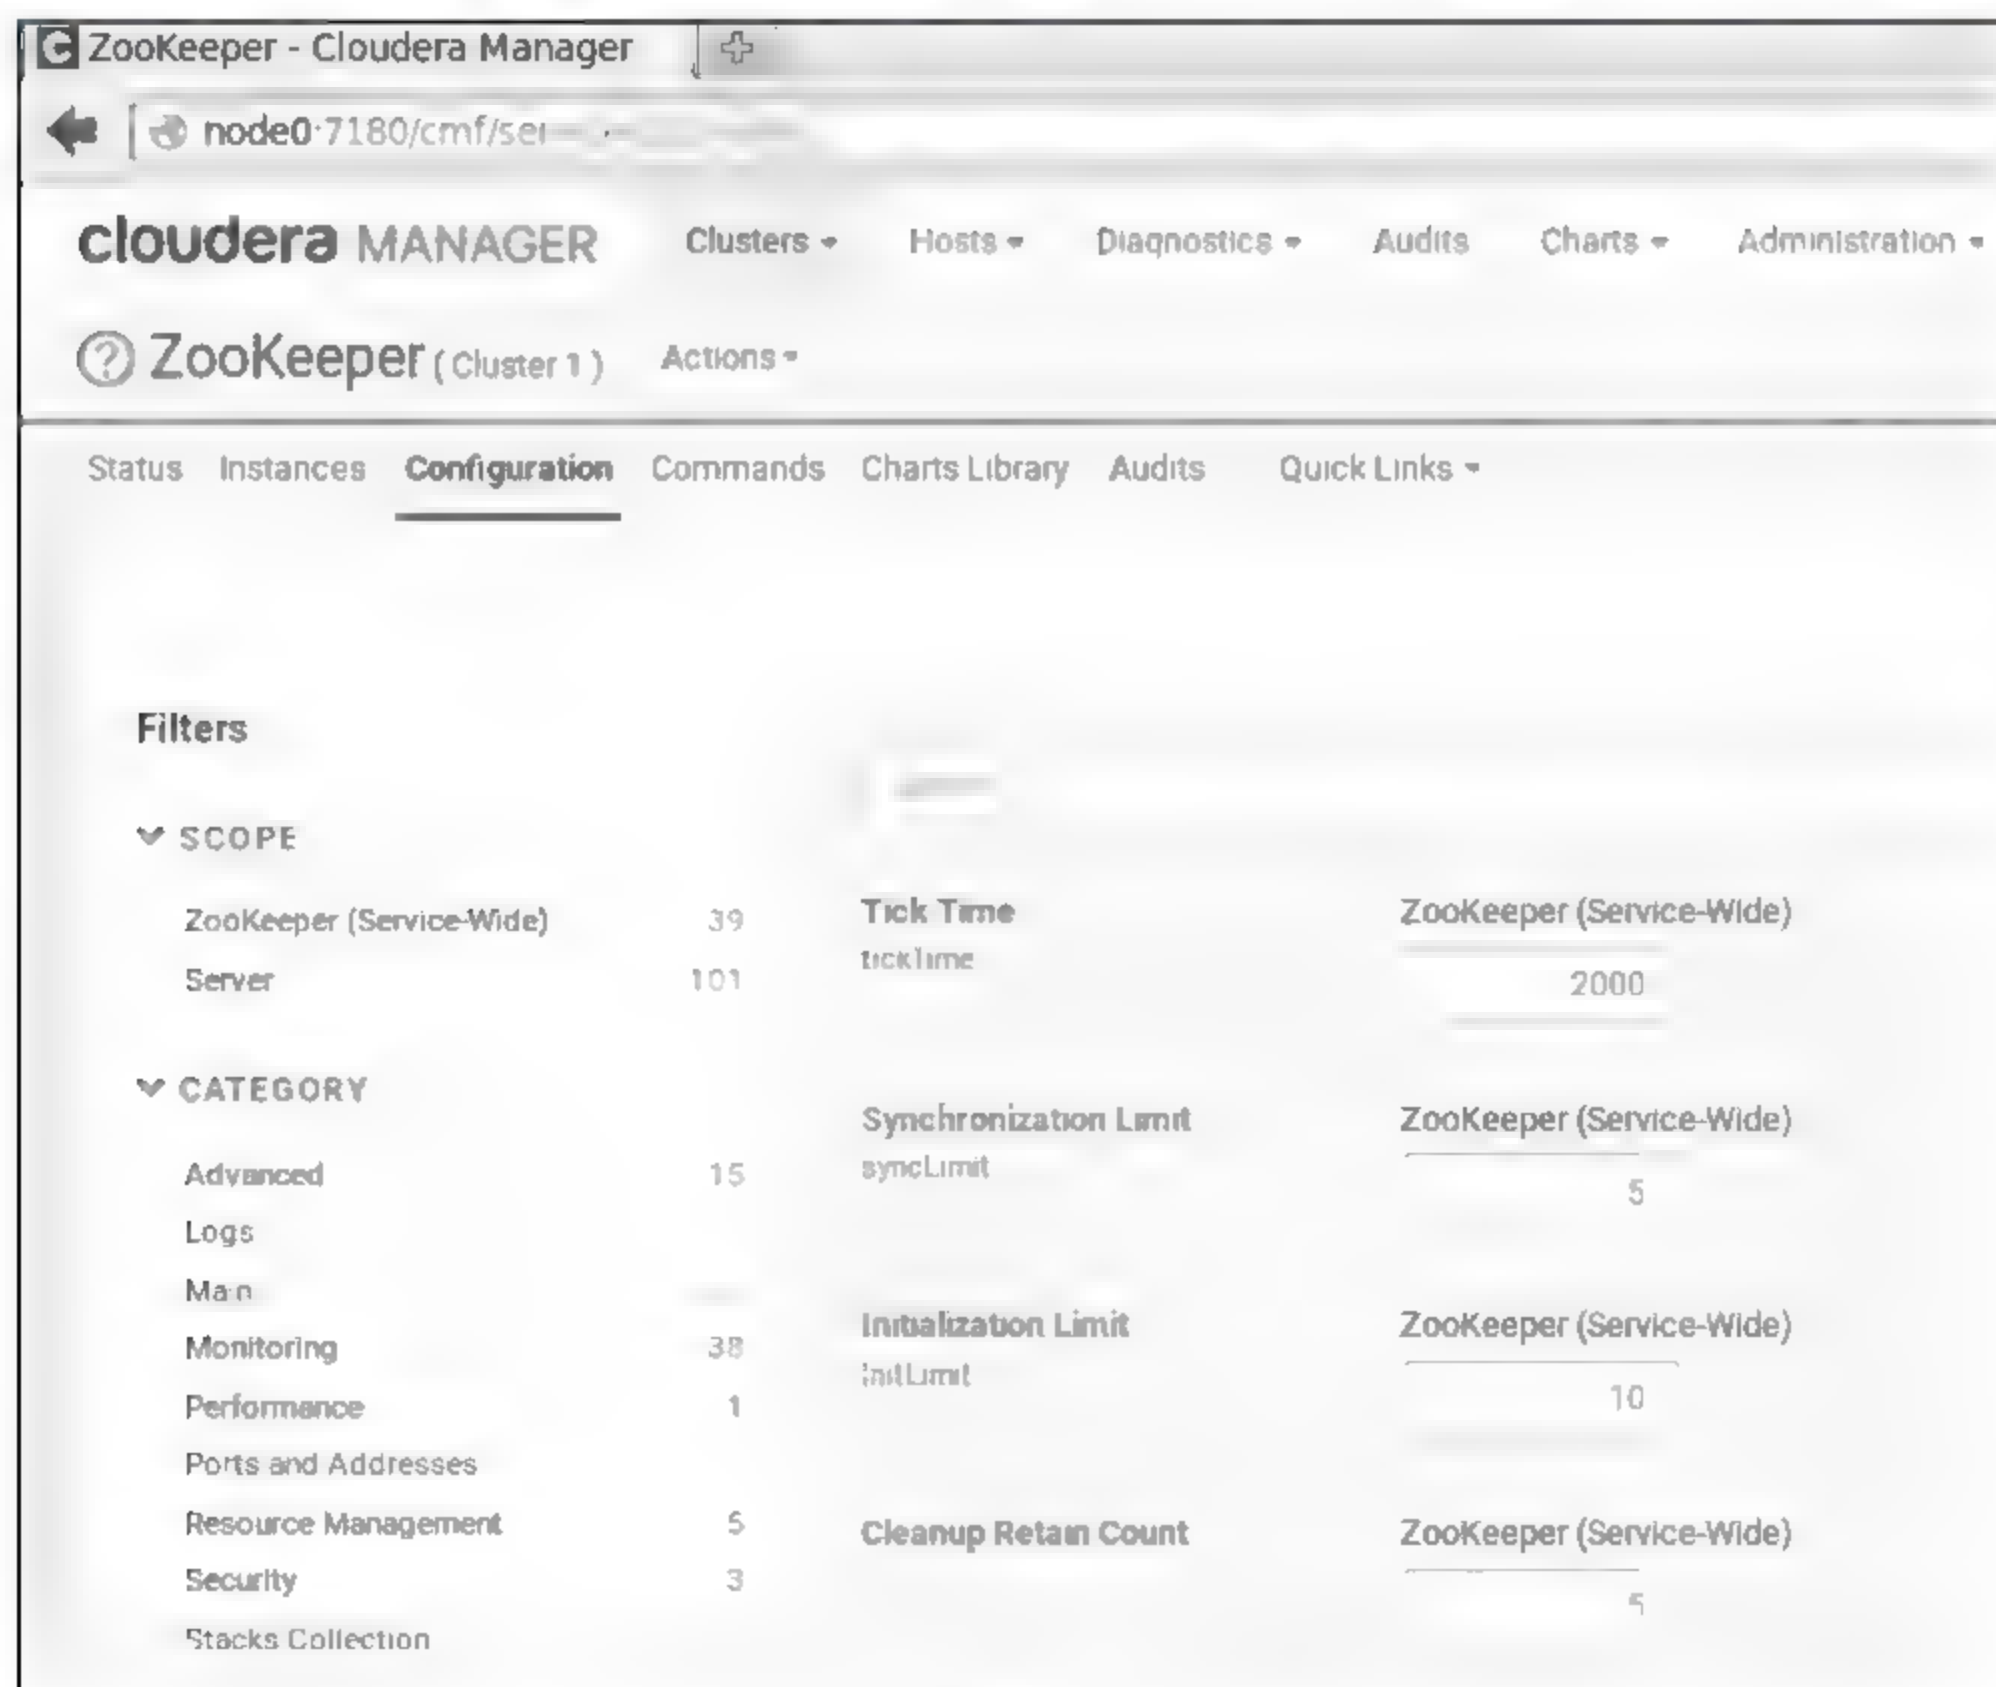 ZooKeeper - Cloudera Manager
node0:7180/cmf/ser
cloudera MANAGER Clusters Hosts Diagnostics Audits Charts Administration
ZooKeeper (Cluster 1) Actions
Status Instances Configuration Commands Charts Library Audits Quick Links
Filters
SCOPE
ZooKeeper (Service-Wide) 39
Server 101
CATEGORY
Advanced 15
Logs
Main
Monitoring 38
Performance 1
Ports and Addresses
Resource Management 5
Security 3
Stacks Collection
Tick Time ZooKeeper (Service-Wide)
tickTime
2000
Synchronization Limit ZooKeeper (Service-Wide)
syncLimit
5
Initialization Limit ZooKeeper (Service-Wide)
initLimit
10
Cleanup Retain Count ZooKeeper (Service-Wide)
5